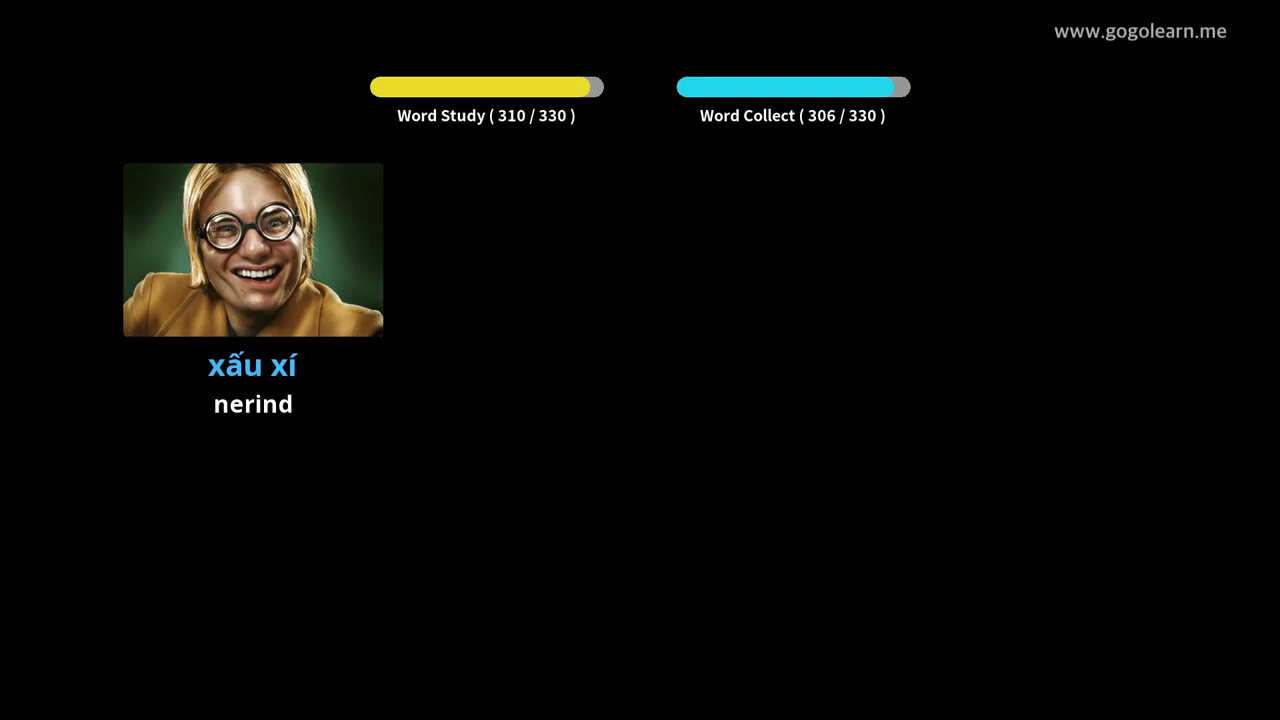 www.gogolearn.me
Word Study ( 310 / 330 )
Word Collect ( 306 / 330 )
xấu xí
nerind